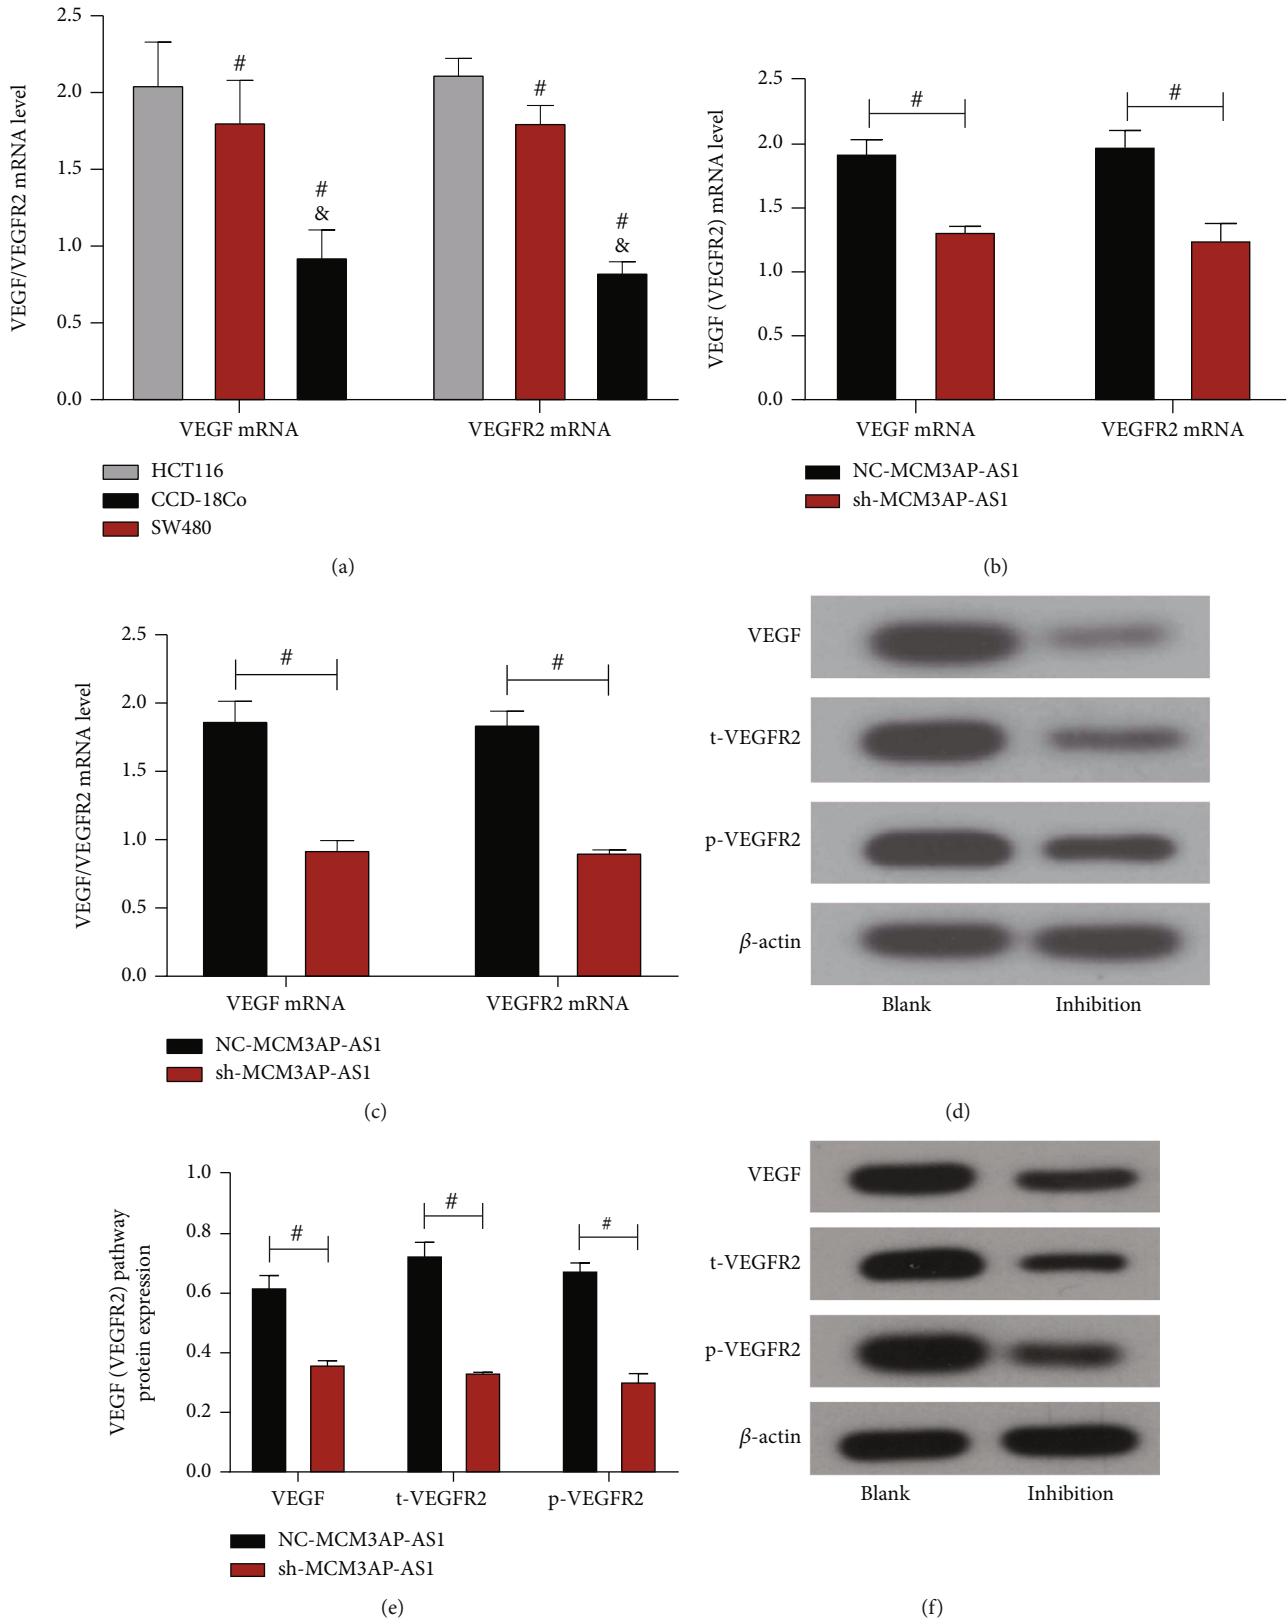 VEGF/VEGFR2 mRNA level
2.5
2.0
1.5
1.0
0.5
0.0
#
#
&
#
#
&
VEGF mRNA
VEGFR2 mRNA
HCT116
CCD-18Co
SW480
(a)
VEGF (VEGFR2) mRNA level
2.5
2.0
1.5
1.0
0.5
0.0
#
#
VEGF mRNA
VEGFR2 mRNA
NC-MCM3AP-AS1
sh-MCM3AP-AS1
(b)
VEGF/VEGFR2 mRNA level
2.5
2.0
1.5
1.0
0.5
0.0
#
#
VEGF mRNA
VEGFR2 mRNA
NC-MCM3AP-AS1
sh-MCM3AP-AS1
(c)
VEGF
t-VEGFR2
p-VEGFR2
β-actin
Blank
Inhibition
(d)
VEGF (VEGFR2) pathway
protein expression
1.0
0.8
0.6
0.4
0.2
0.0
#
#
#
VEGF
t-VEGFR2
p-VEGFR2
NC-MCM3AP-AS1
sh-MCM3AP-AS1
(e)
VEGF
t-VEGFR2
p-VEGFR2
β-actin
Blank
Inhibition
(f)